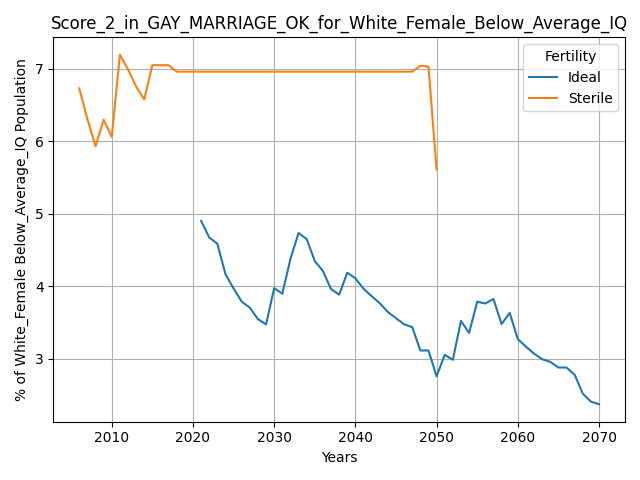 Score_2_in_GAY_MARRIAGE_OK_for_White_Female_Below_Average_IQ
% of White_Female Below_Average_IQ Population
7
6
5
4
3
Fertility
Ideal
Sterile
2010 2020 2030 2040 2050 2060 2070
Years